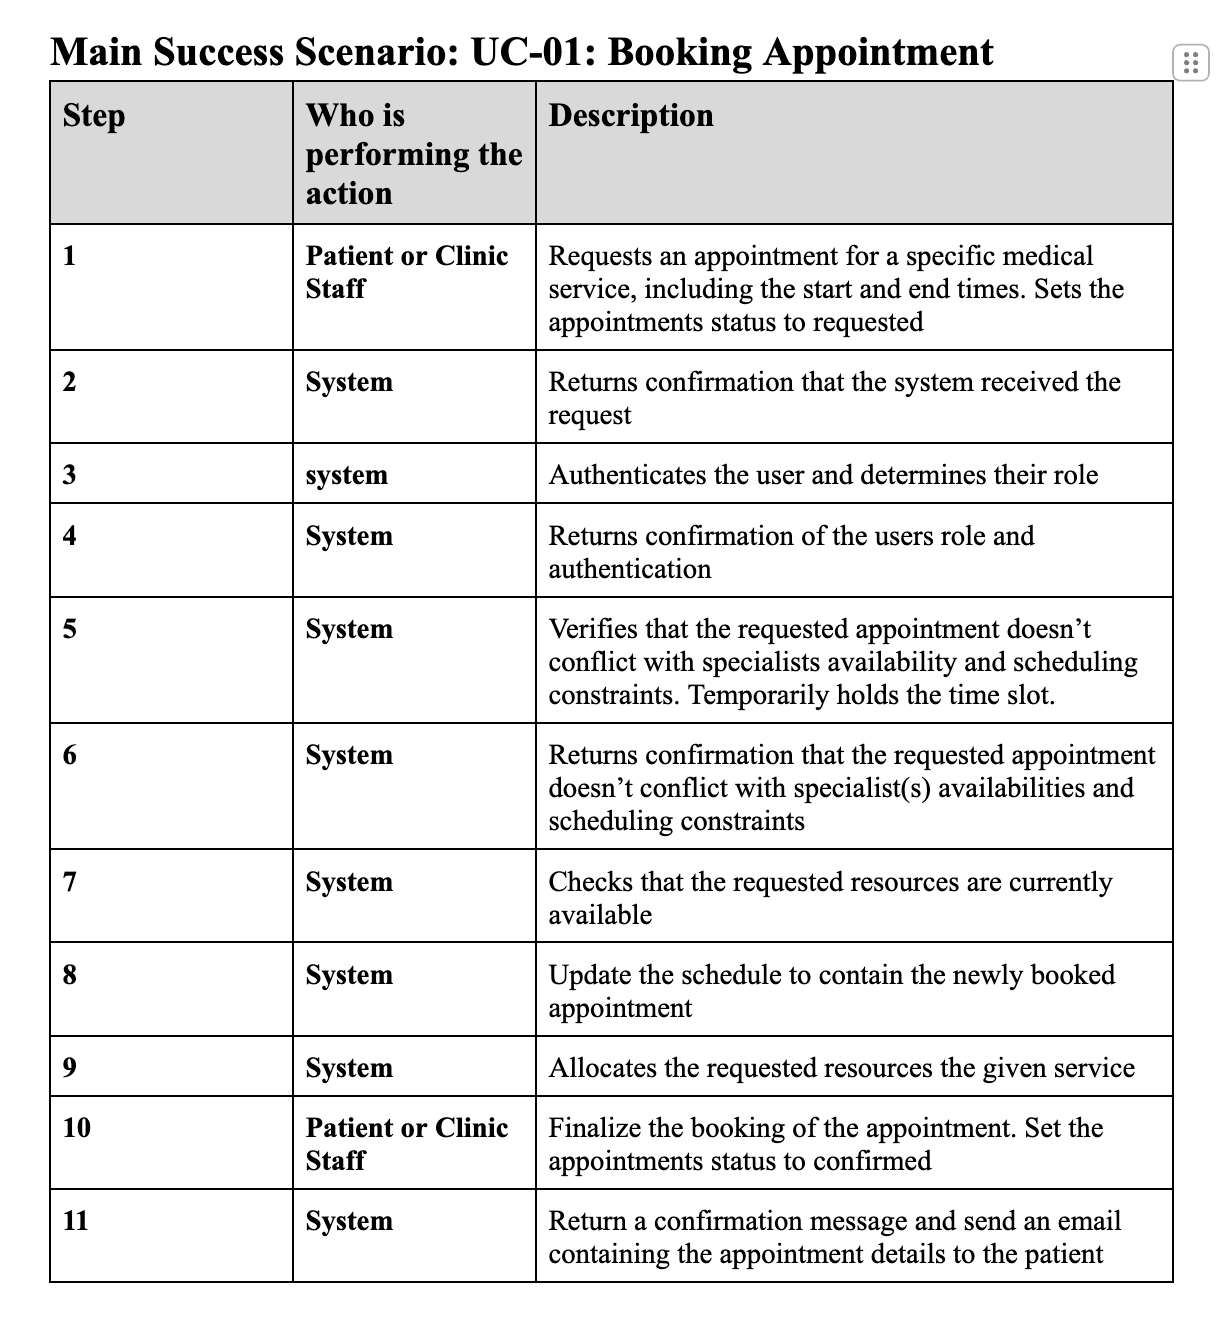 Main Success Scenario: UC-01: Booking Appointment
Step
Who is
performing the
action
Description
1
Patient or Clinic
Staff
Requests an appointment for a specific medical
service, including the start and end times. Sets the
appointments status to requested
2
System
Returns confirmation that the system received the
request
3
system
Authenticates the user and determines their role
4
System
Returns confirmation of the users role and
authentication
5
System
Verifies that the requested appointment doesn’t
conflict with specialists availability and scheduling
constraints. Temporarily holds the time slot.
6
System
Returns confirmation that the requested appointment
doesn’t conflict with specialist(s) availabilities and
scheduling constraints
7
System
Checks that the requested resources are currently
available
8
System
Update the schedule to contain the newly booked
appointment
9
System
Allocates the requested resources the given service
10
Patient or Clinic
Staff
Finalize the booking of the appointment. Set the
appointments status to confirmed
11
System
Return a confirmation message and send an email
containing the appointment details to the patient